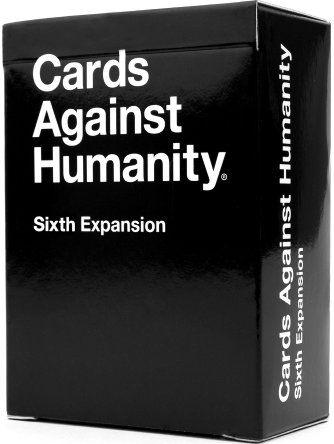 Cards
Against
Humanity®
Sixth Expansion
Cards Against Humanity
Sixth Expansion